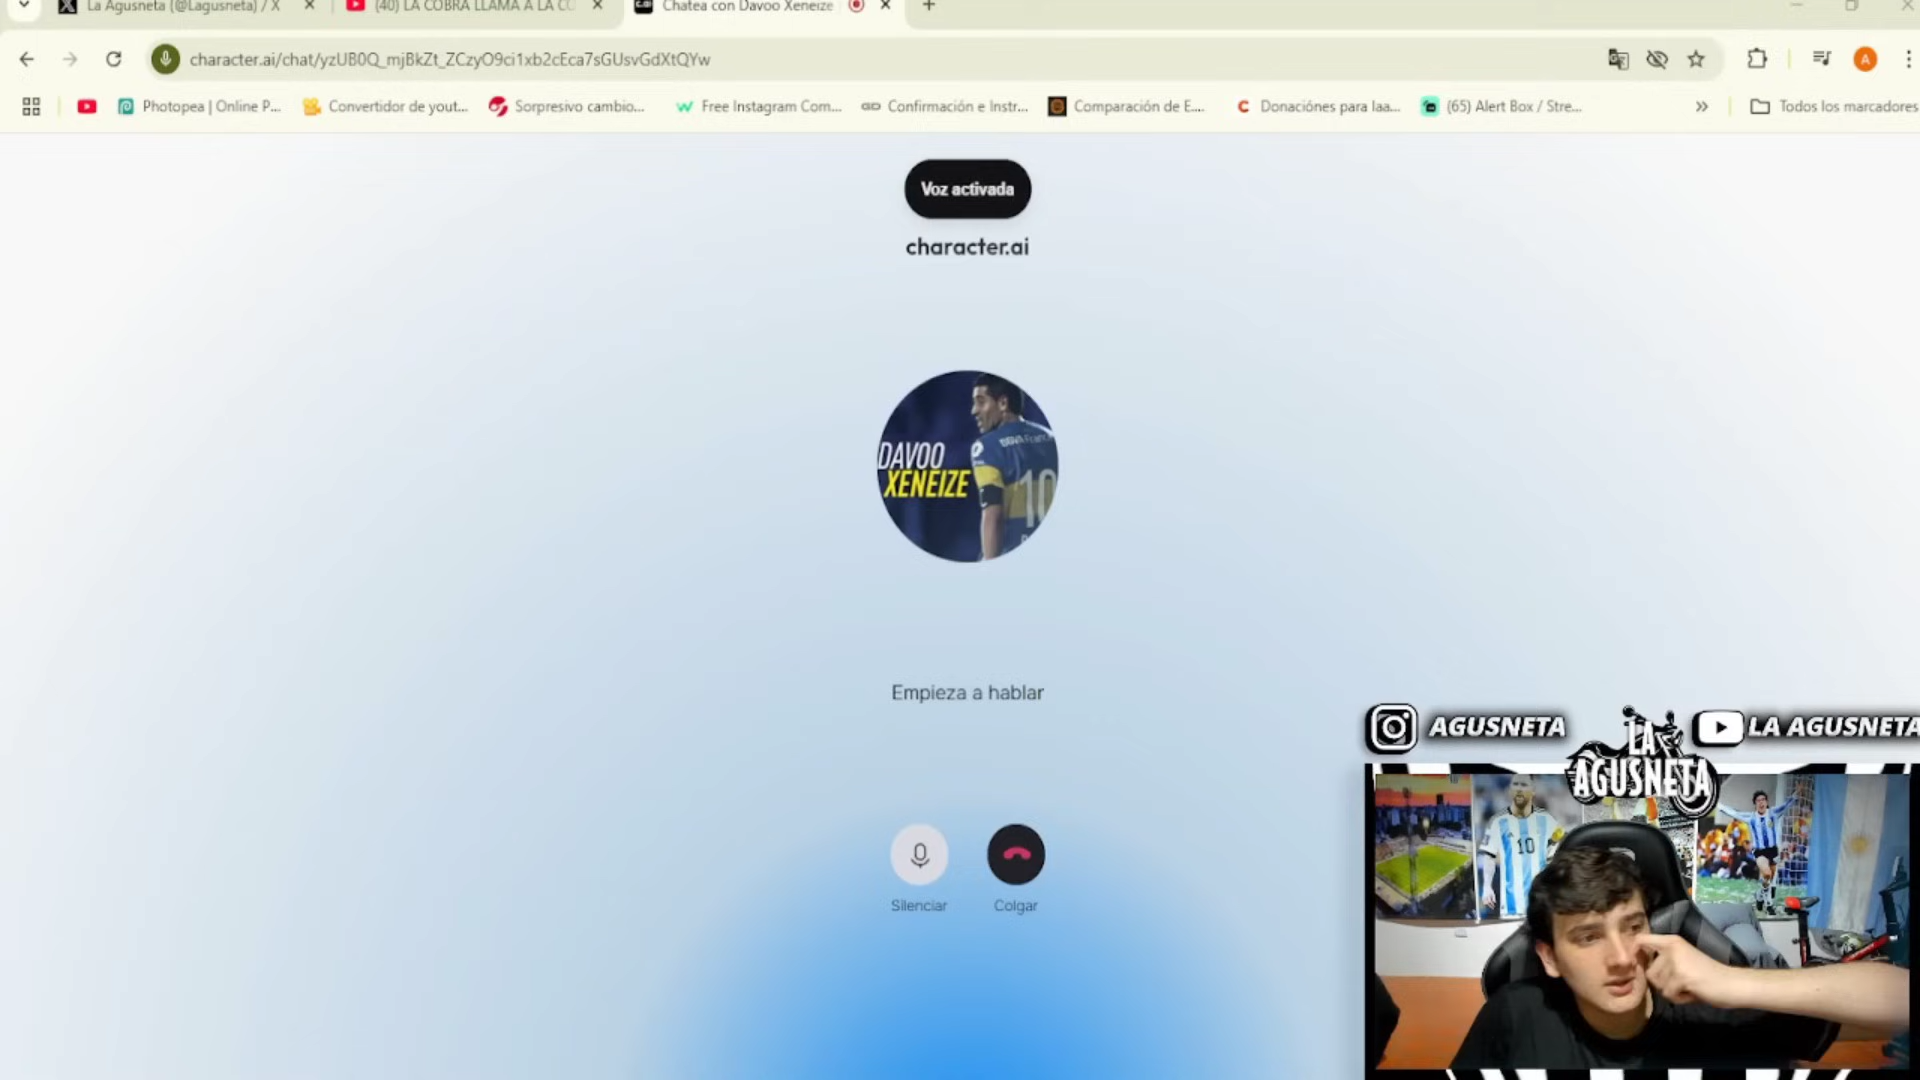 La Agusneta (@Lagusneta) / X
(40) LA COBRA LLAMA A LA CO
Chatea con Davoo Xeneize
character.ai/chat/yzUB0Q_mjBkZt_ZCzyO9ci1xb2cEca7sGUsvGdXtQYw
A
Photopea | Online P...
Convertidor de yout...
Sorpresivo cambio...
Free Instagram Com...
Confirmación e Instr...
Comparación de E....
Donaciónes para laa...
(65) Alert Box / Stre...
Todos los marcadores
Voz activada
character.ai
DAVOO
XENEIZE
10
Empieza a hablar
Silenciar
Colgar
AGUSNETA
LA AGUSNETA
LA
AGUSNETA
10